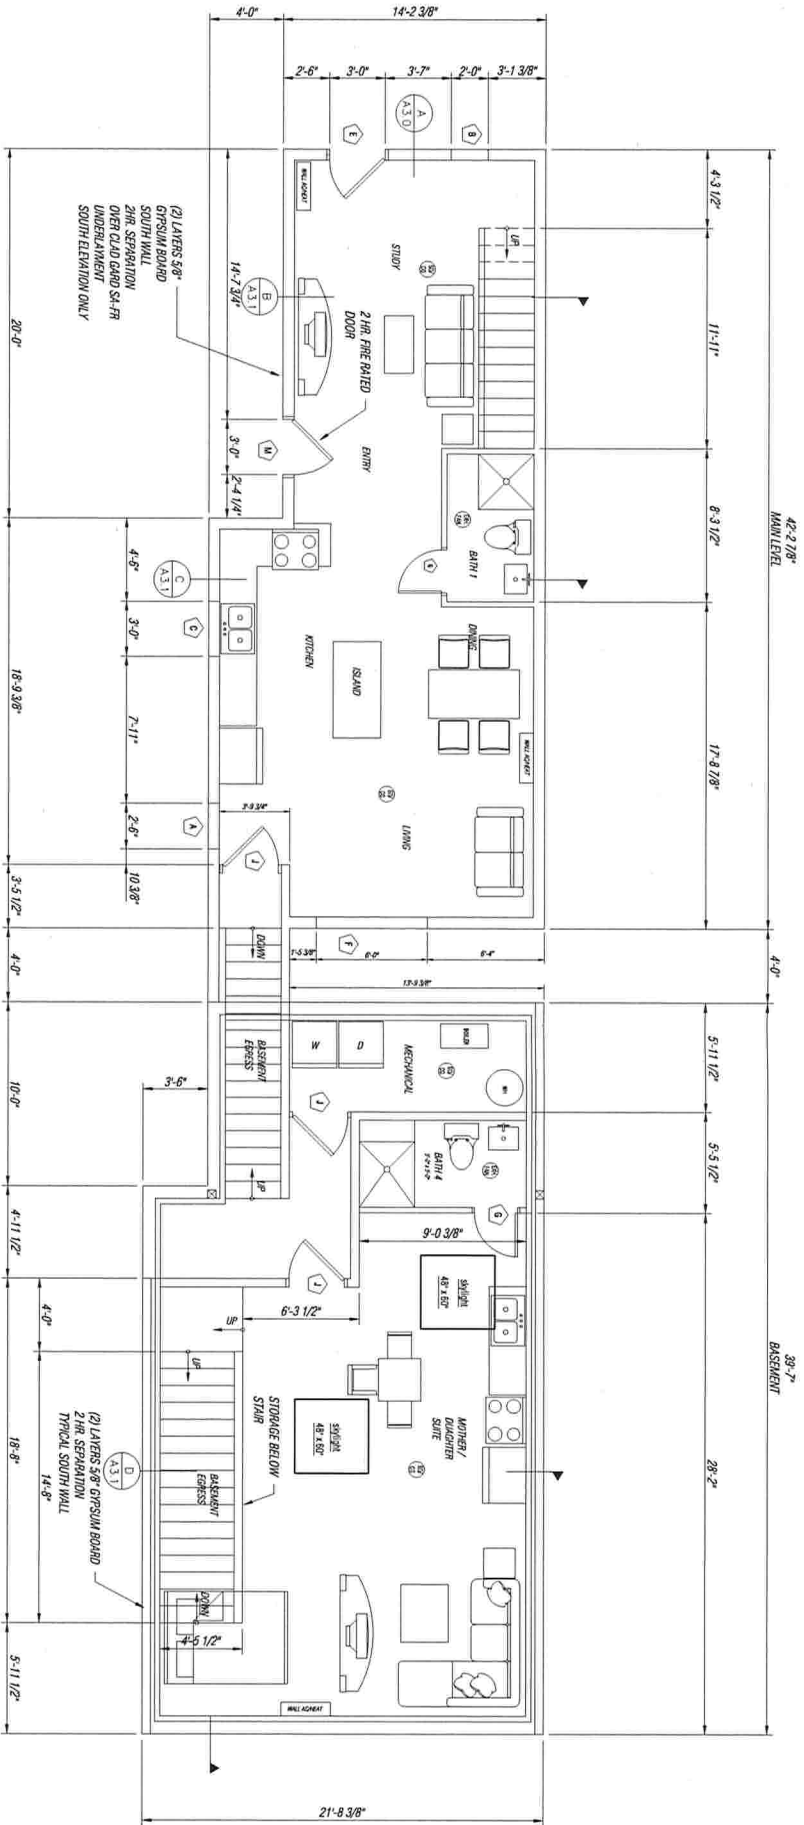 4'-0"
14'-2 3/8"
2'-6"
3'-0"
3'-7"
2'-0"
3'-1 3/8"
A
A3.0
E
B
42'-2 7/8"
MAIN LEVEL
4'-3 1/2"
11'-11"
8'-3 1/2"
17'-8 7/8"
4'-0"
WALL AC/HEAT
STUDY
UP
B
A3.1
14'-7 3/4"
2 HR. FIRE RATED
DOOR
ENTRY
(2) LAYERS 5/8"
GYPSUM BOARD
SOUTH WALL
2HR. SEPARATION
OVER CLAD GARD SA-FR
UNDERLAYMENT
SOUTH ELEVATION ONLY
20'-0"
M
3'-0"
2'-4 1/4"
BATH 1
C
A3.1
4'-6"
3'-0"
C
KITCHEN
ISLAND
DINING
WALL AC/HEAT
7'-11"
18'-9 3/8"
A
2'-6"
10 3/8"
3'-9 3/4"
J
LIVING
3'-5 1/2"
4'-0"
DOWN
F
1'-5 3/8"
6'-0"
6'-4"
13'-9 3/8"
39'-7"
BASEMENT
5'-11 1/2"
5'-5 1/2"
28'-2"
W
D
BOILER
WH
MECHANICAL
BASEMENT
EGRESS
J
3'-6"
10'-0"
UP
BATH 4
G
9'-0 3/8"
4'-11 1/2"
J
skylight
48" x 60"
6'-3 1/2"
UP
4'-0"
UP
STORAGE BELOW
STAIR
skylight
48" x 60"
MOTHER /
DUAGHTER
SUITE
(2) LAYERS 5/8" GYPSUM BOARD
2 HR. SEPARATION
TYPICAL SOUTH WALL
D
A3.1
BASEMENT
EGRESS
14'-8"
18'-8"
DOWN
4'-5 1/2"
WALL AC/HEAT
5'-11 1/2"
21'-8 3/8"